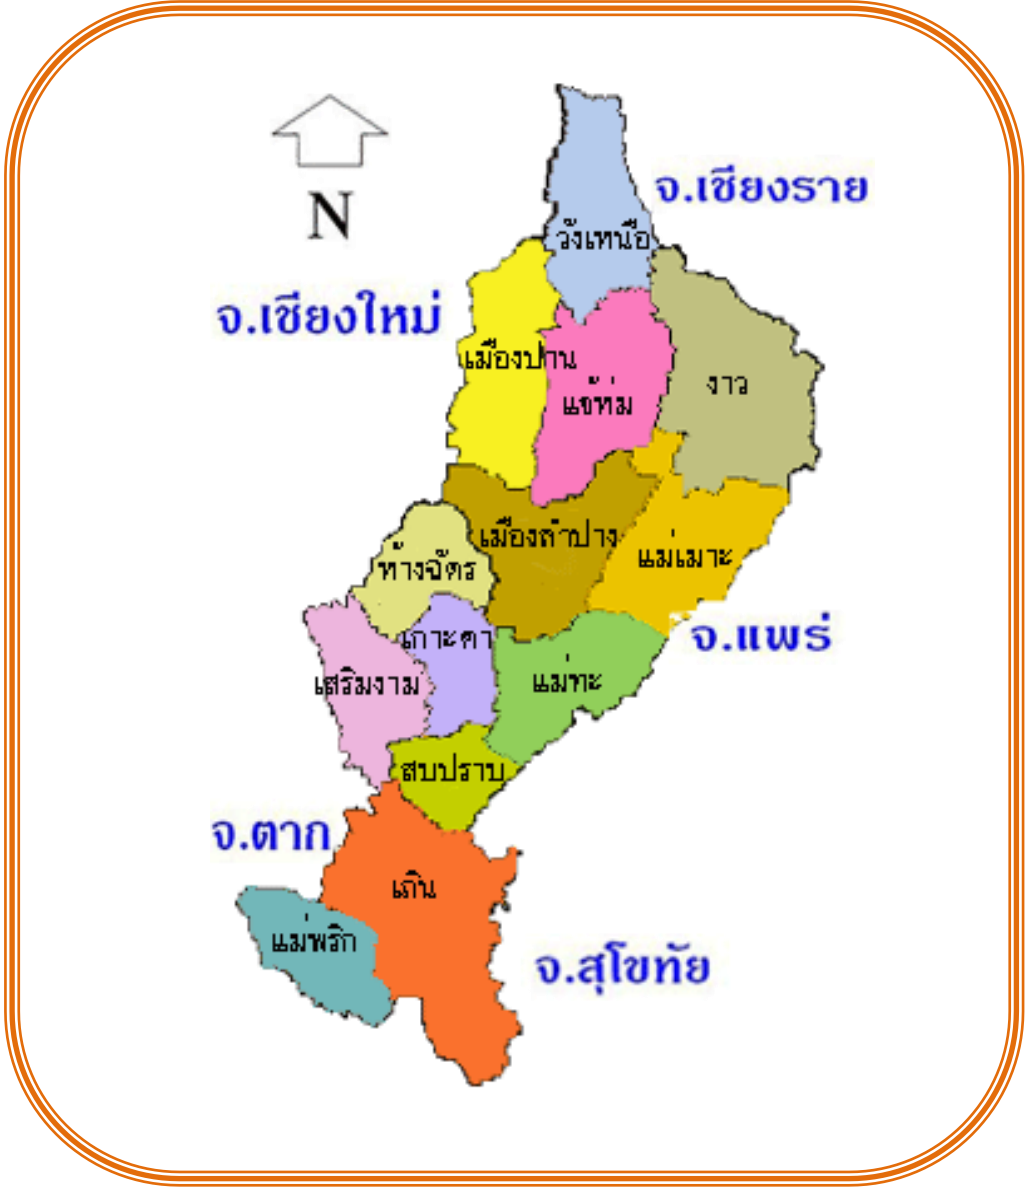 N
จ.เชียงราย
วังเหนือ
จ.เชียงใหม่
เมืองปาน
แจ้ห่ม
งาว
เมืองลำปาง
แม่เมาะ
ห้างฉัตร
จ.แพร่
เกาะคา
เสริมงาม
แม่ทะ
สบปราบ
จ.ตาก
เถิน
แม่พริก
จ.สุโขทัย